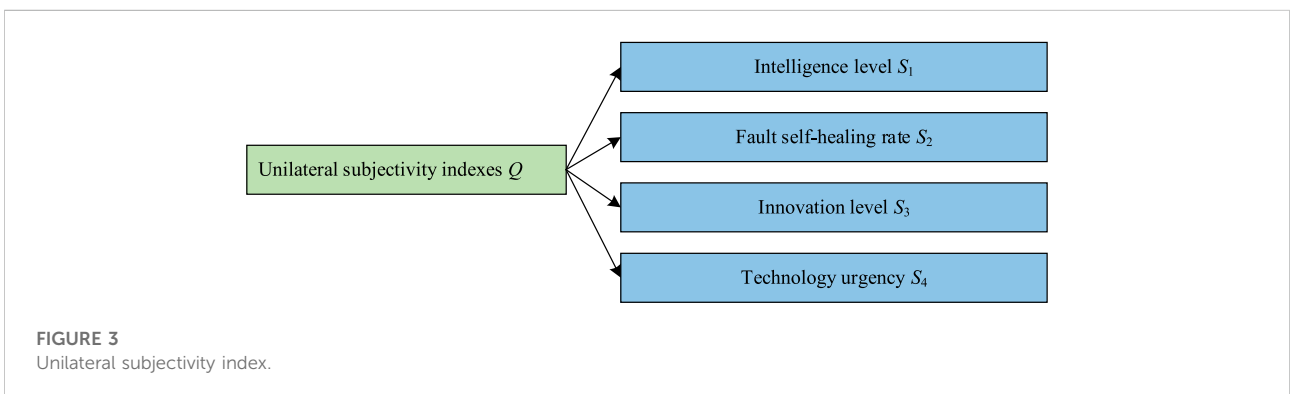 Intelligence level S₁
Fault self-healing rate S₂
Unilateral subjectivity indexes Q
Innovation level S₃
Technology urgency S₄
FIGURE 3
Unilateral subjectivity index.